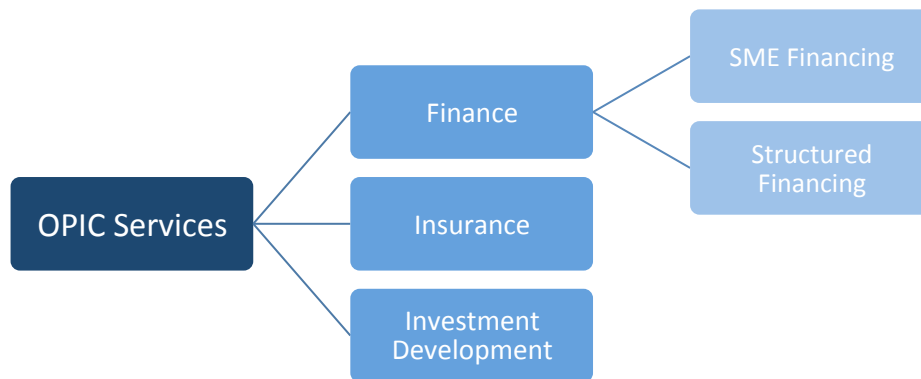 OPIC Services
Finance
Insurance
Investment
Development
SME Financing
Structured
Financing